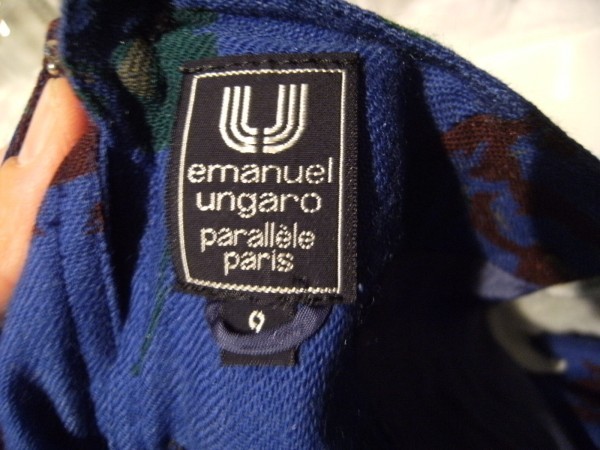 U
emanuel
ungaro
parallèle
paris
9